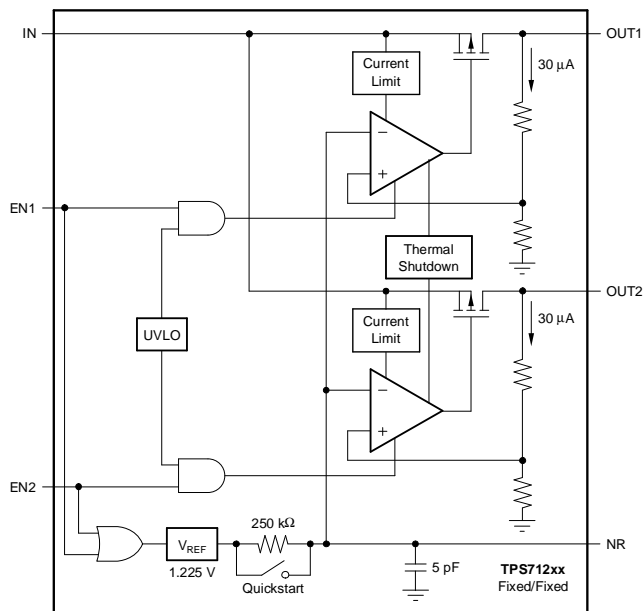 IN
OUT1
Current
Limit
30 µA
−
+
EN1
Thermal
Shutdown
OUT2
UVLO
Current
Limit
30 µA
−
+
EN2
250 kΩ
VREF
1.225 V
Quickstart
NR
5 pF
TPS712xx
Fixed/Fixed